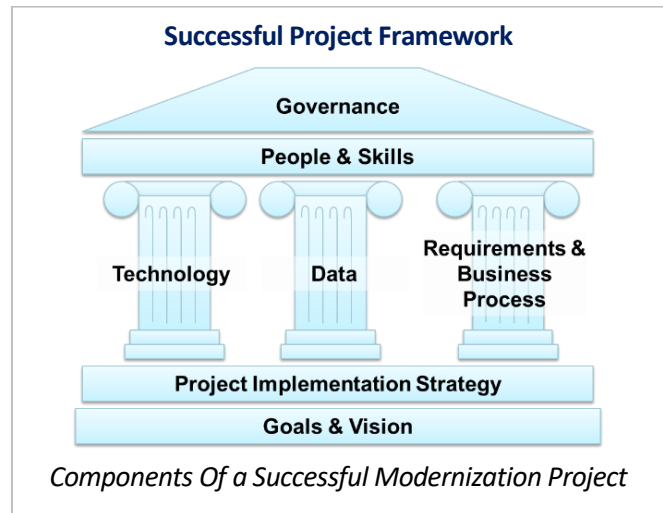 Successful Project Framework
Governance
People & Skills
Technology
Data
Requirements &
Business
Process
Project Implementation Strategy
Goals & Vision
Components Of a Successful Modernization Project